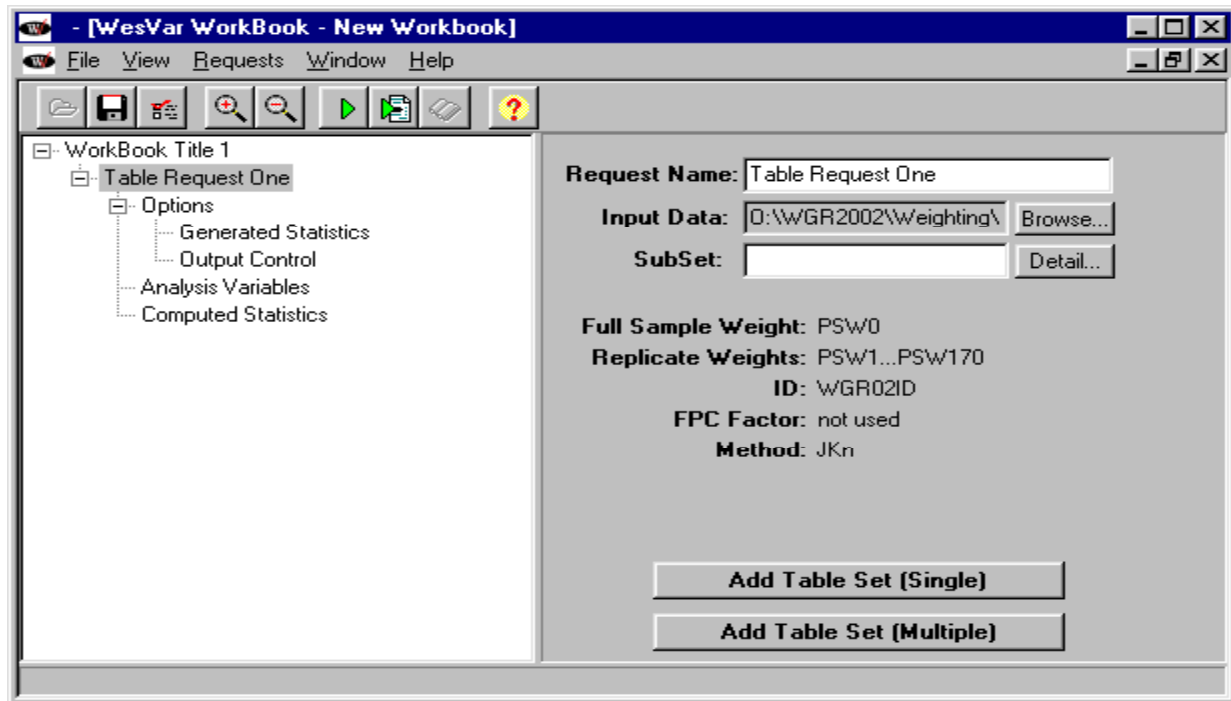 - [WesVar WorkBook - New Workbook]
File View Requests Window Help
WorkBook Title 1
Table Request One
Options
Generated Statistics
Output Control
Analysis Variables
Computed Statistics
Request Name: Table Request One
Input Data: O:\WGR2002\Weighting\ Browse...
SubSet: Detail...
Full Sample Weight: PSW0
Replicate Weights: PSW1...PSW170
ID: WGR02ID
FPC Factor: not used
Method: JKn
Add Table Set (Single)
Add Table Set (Multiple)